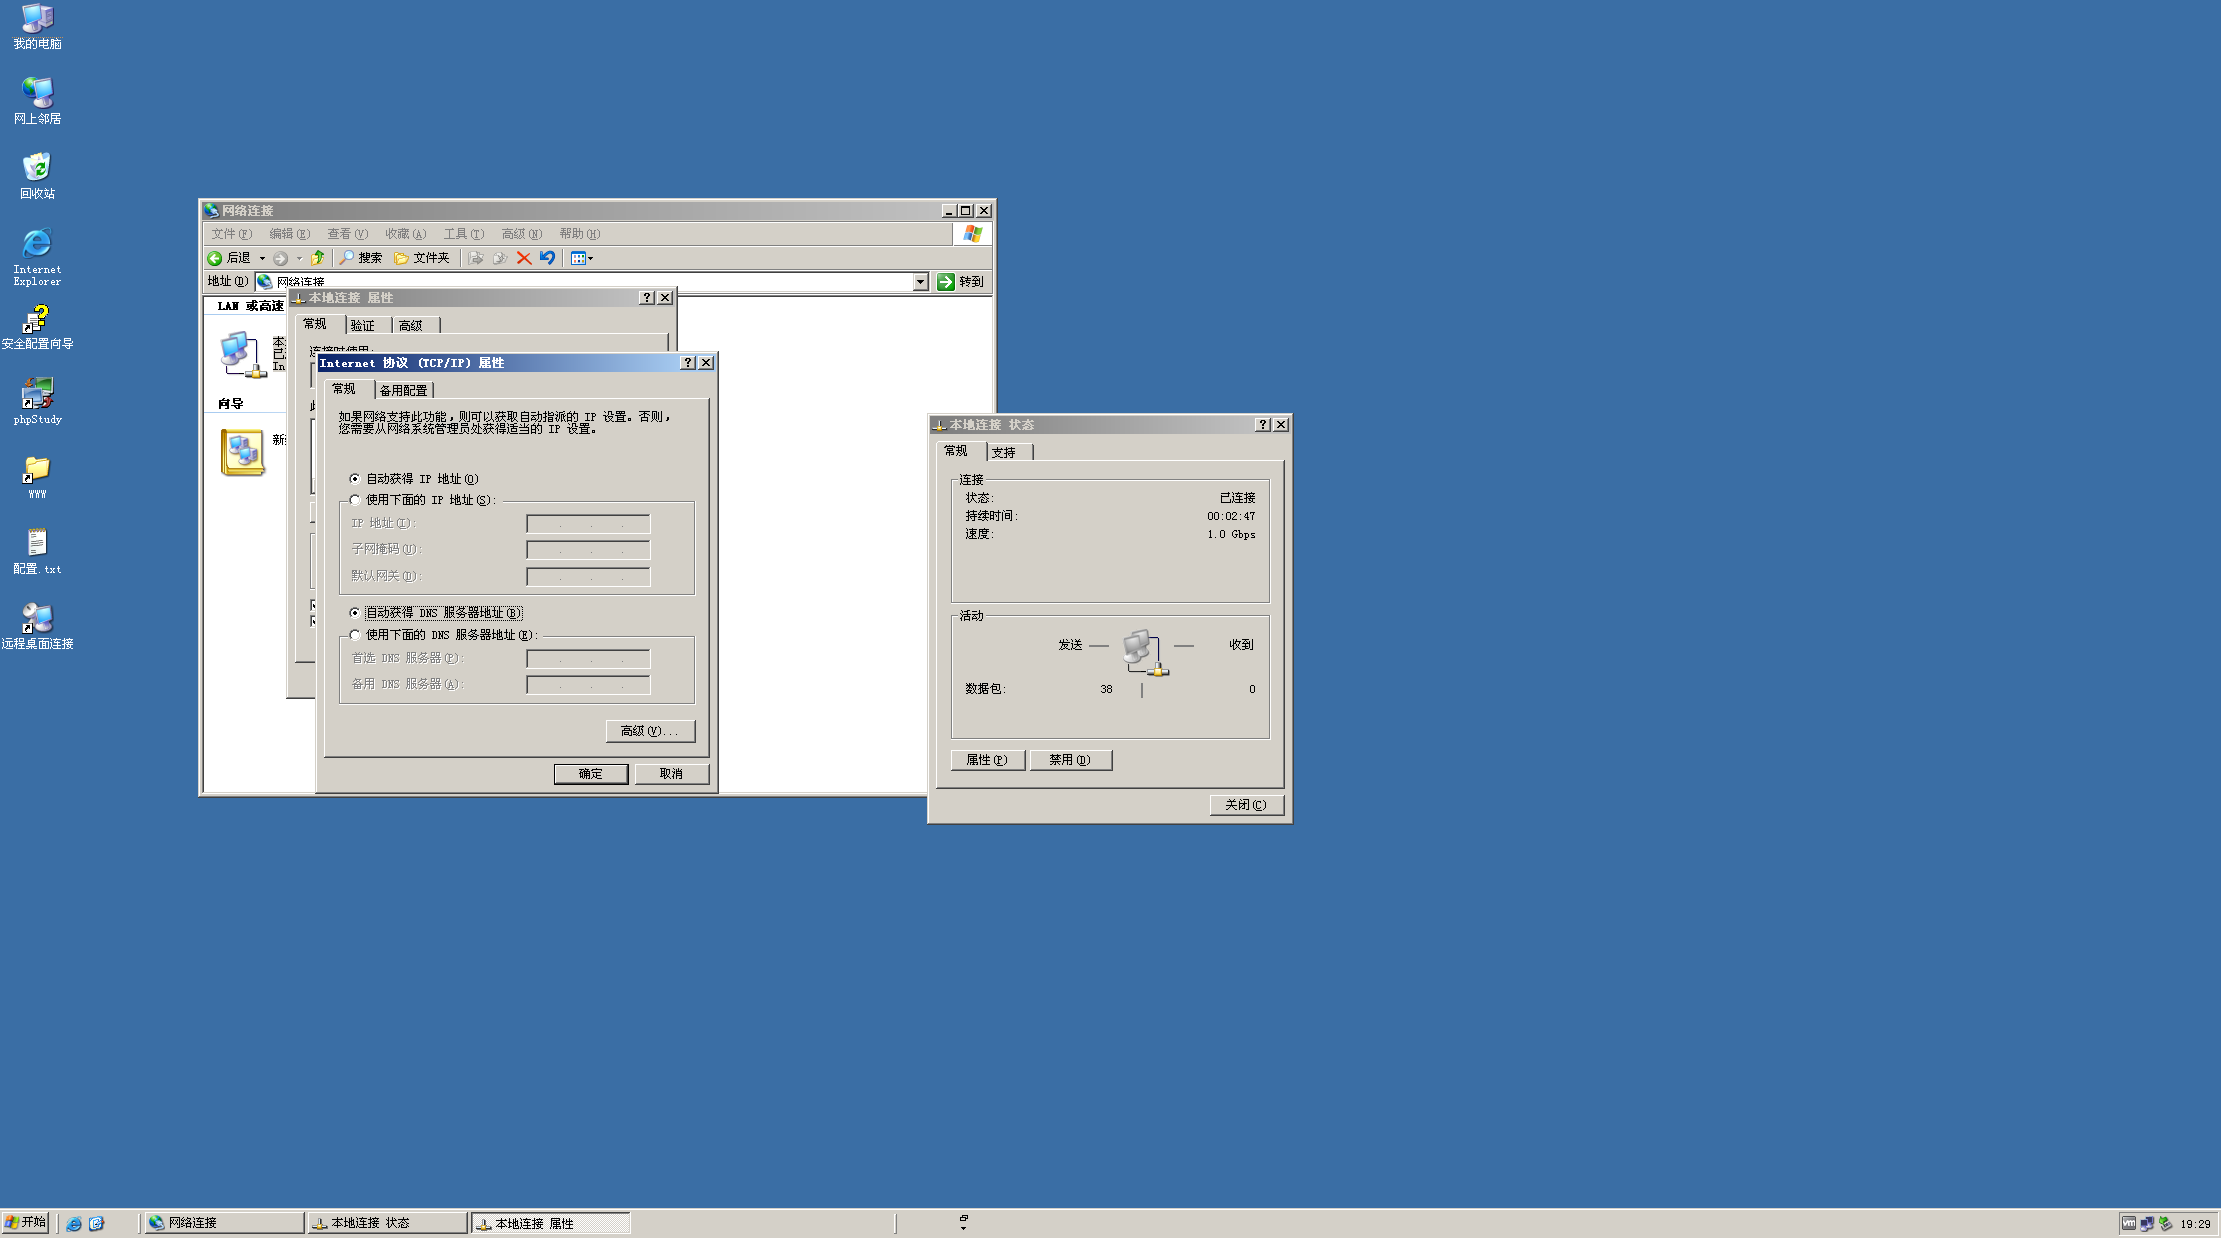 我的电脑
网上邻居
回收站
Internet
Explorer
安全配置向导
phpStudy
WWW
配置.txt
远程桌面连接
网络连接
文件(F) 编辑(E) 查看(V) 收藏(A) 工具(T) 高级(N) 帮助(H)
后退 搜索 文件夹
地址(D) 网络连接 转到
LAN 或高速
向导
本地连接 属性
常规 验证 高级
连接时使用:
Internet 协议 (TCP/IP) 属性
常规 备用配置
如果网络支持此功能,则可以获取自动指派的 IP 设置。否则,
您需要从网络系统管理员处获得适当的 IP 设置。
自动获得 IP 地址(O)
使用下面的 IP 地址(S):
IP 地址(I):
子网掩码(U):
默认网关(D):
自动获得 DNS 服务器地址(B)
使用下面的 DNS 服务器地址(E):
首选 DNS 服务器(P):
备用 DNS 服务器(A):
高级(V)...
确定 取消
本地连接 状态
常规 支持
连接
状态: 已连接
持续时间: 00:02:47
速度: 1.0 Gbps
活动
发送 收到
数据包: 38 0
属性(P) 禁用(D)
关闭(C)
开始 网络连接 本地连接 状态 本地连接 属性 19:29